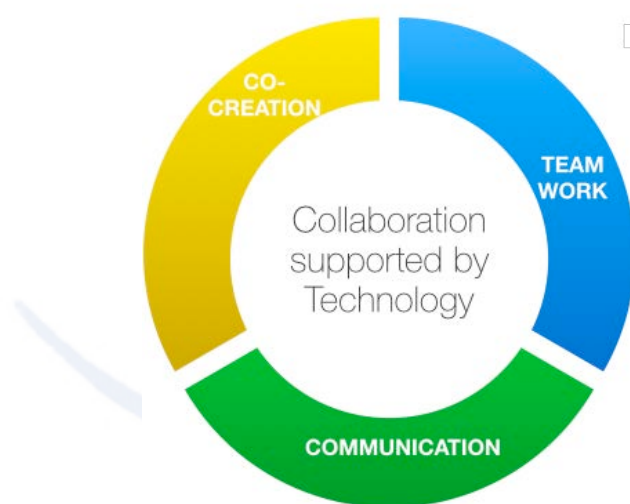 CO-
CREATION
TEAM
WORK
Collaboration
supported by
Technology
COMMUNICATION